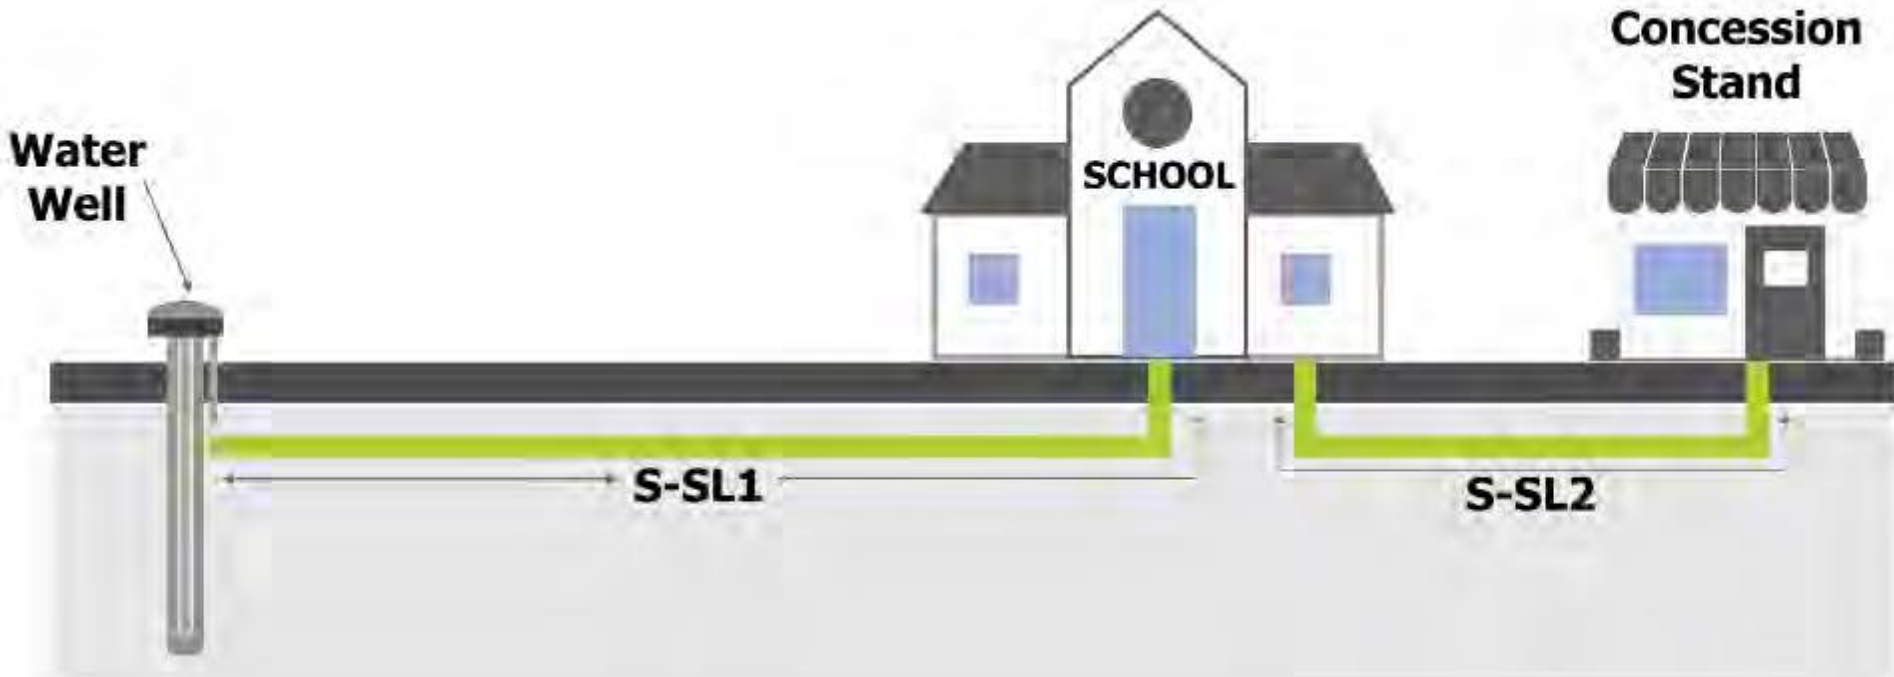 Concession
Stand
Water
Well
SCHOOL
S-SL1
S-SL2